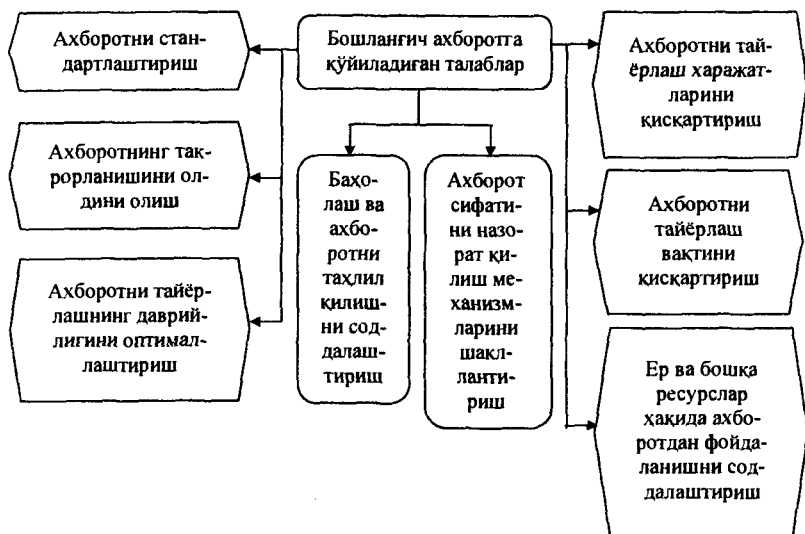 Ахборотни стан-
дартлаштириш
Бошланғич ахборотга
қўйиладиган талаблар
Ахборотни тай-
ёрлаш харажат-
ларини
қисқартириш
Ахборотнинг так-
рорланишини ол-
дини олиш
Баҳо-
лаш ва
ахбо-
ротни
таҳлил
қилиш-
ни сод-
далаш-
тириш
Ахборот
сифати-
ни назо-
рат қи-
лиш ме-
ханизм-
ларини
шакл-
лантири-
риш
Ахборотни
тайёрлаш
вақтини
қисқартириш
Ахборотни тайёр-
лашнинг даврий-
лигини оптимал-
лаштириш
Ер ва бошқа
ресурслар
ҳақида ахбо-
ротдан фойда-
ланишни сод-
далаштириш